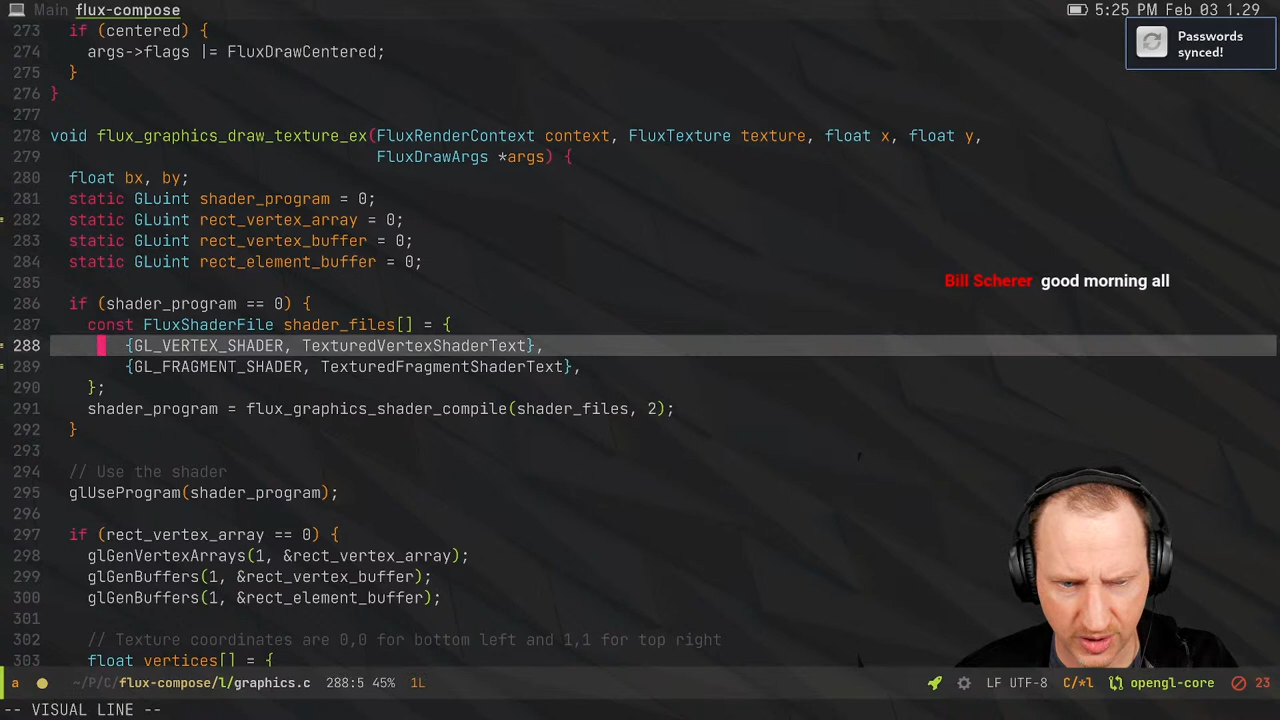 Main flux-compose
5:25 PM Feb 03 1.29
Passwords
synced!
273 if (centered) {
274 args->flags |= FluxDrawCentered;
275 }
276 }
277
278 void flux_graphics_draw_texture_ex(FluxRenderContext context, FluxTexture texture, float x, float y,
279 FluxDrawArgs *args) {
280 float bx, by;
281 static GLuint shader_program = 0;
282 static GLuint rect_vertex_array = 0;
283 static GLuint rect_vertex_buffer = 0;
284 static GLuint rect_element_buffer = 0;
285
Bill Scherer good morning all
286 if (shader_program == 0) {
287 const FluxShaderFile shader_files[] = {
288 {GL_VERTEX_SHADER, TexturedVertexShaderText},
289 {GL_FRAGMENT_SHADER, TexturedFragmentShaderText},
290 };
291 shader_program = flux_graphics_shader_compile(shader_files, 2);
292 }
293
294 // Use the shader
295 glUseProgram(shader_program);
296
297 if (rect_vertex_array == 0) {
298 glGenVertexArrays(1, &rect_vertex_array);
299 glGenBuffers(1, &rect_vertex_buffer);
300 glGenBuffers(1, &rect_element_buffer);
301
302 // Texture coordinates are 0,0 for bottom left and 1,1 for top right
303 float vertices[] = {
a ~/P/C/flux-compose/l/graphics.c 288:5 45% 1L LF UTF-8 C/*l opengl-core 23
-- VISUAL LINE --